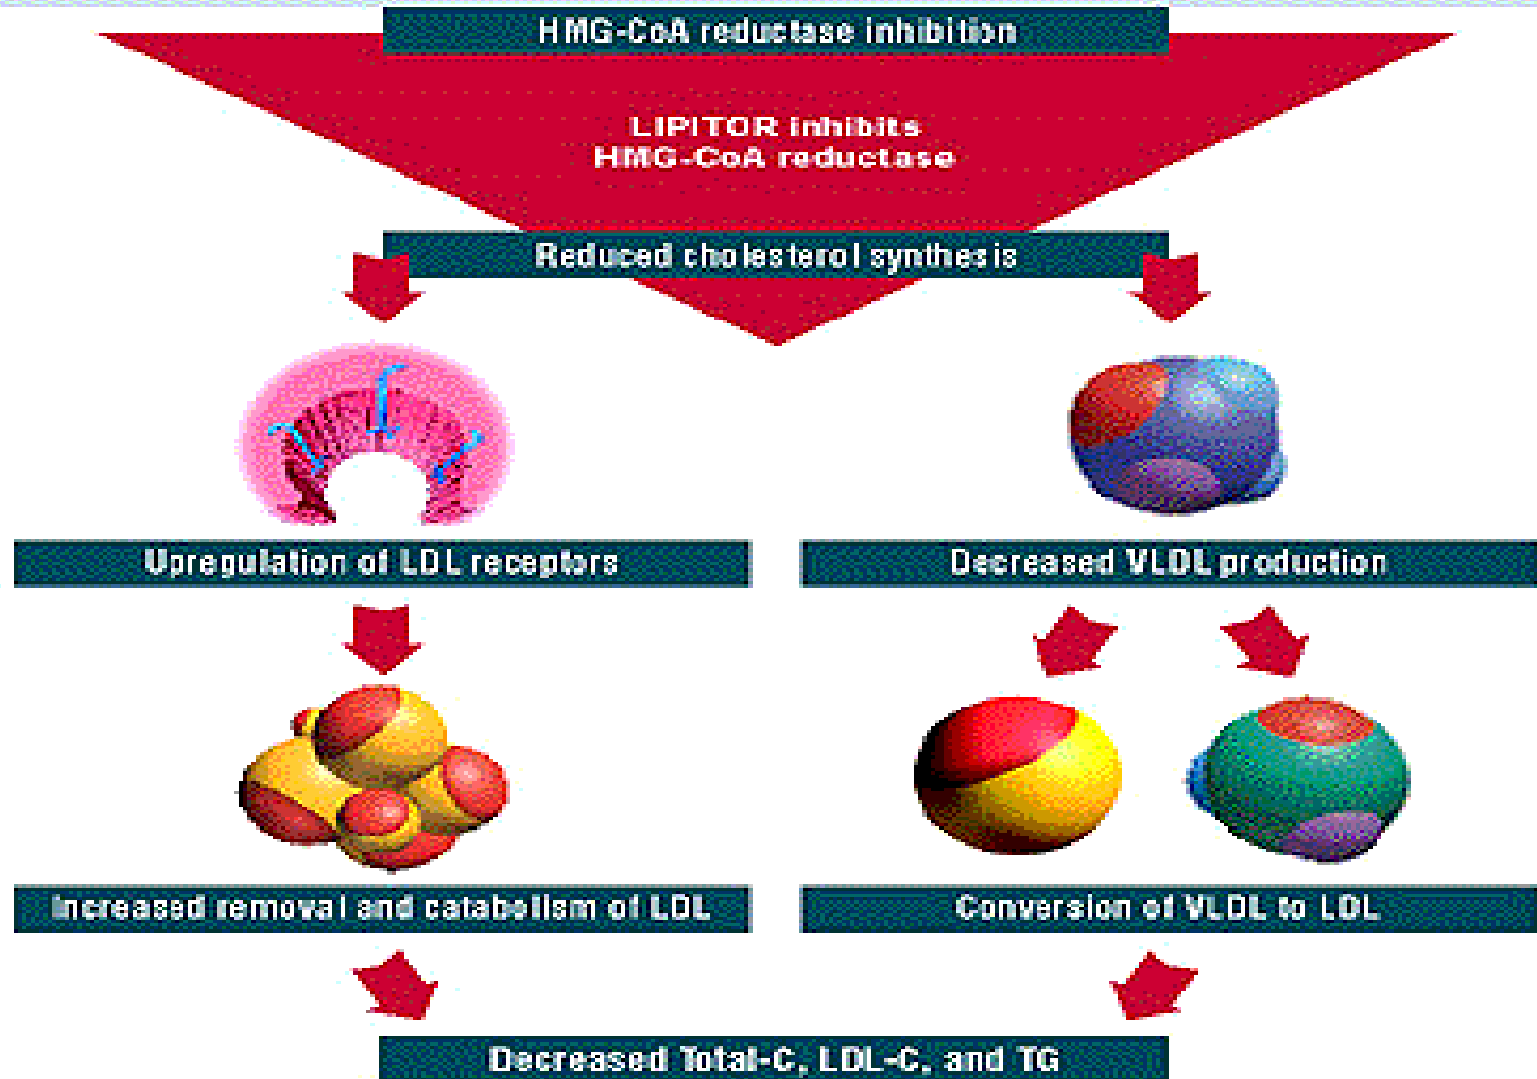 HMG-CoA reductase inhibition
LIPITOR inhibits
HMG-CoA reductase
Reduced cholesterol synthesis
Upregulation of LDL receptors
Decreased VLDL production
Increased removal and catabolism of LDL
Conversion of VLDL to LDL
Decreased Total-C, LDL-C, and TG